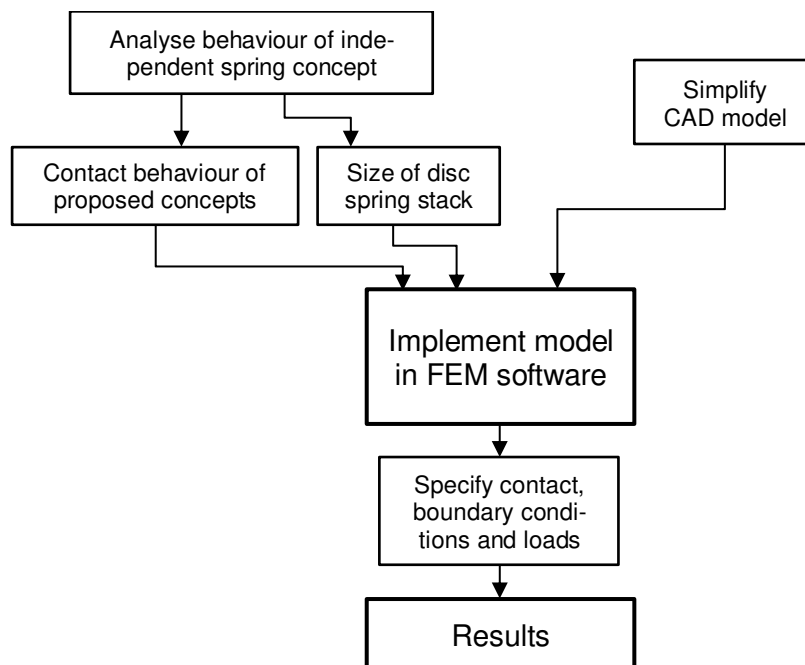 Analyse behaviour of inde-
pendent spring concept
Simplify
CAD model
Contact behaviour of
proposed concepts
Size of disc
spring stack
Implement model
in FEM software
Specify contact,
boundary condi-
tions and loads
Results